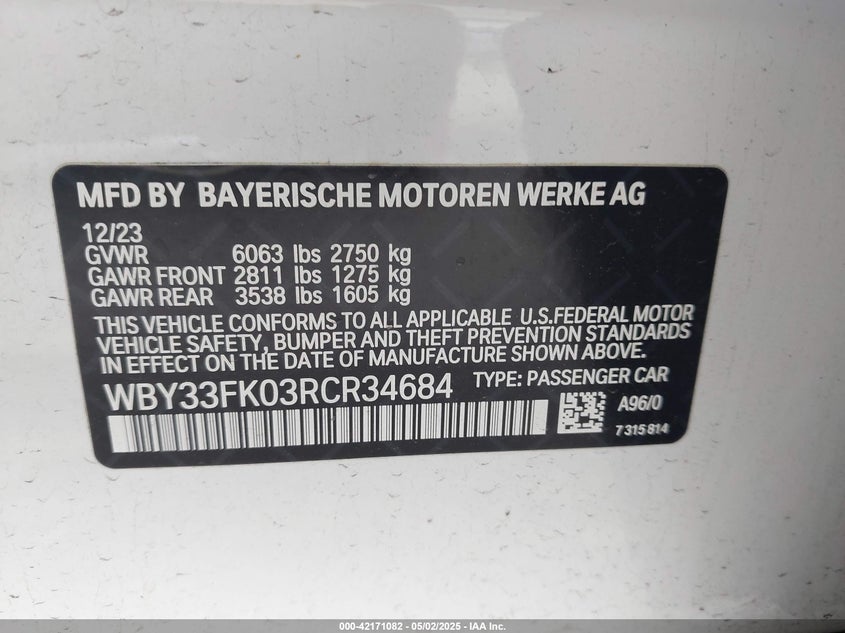 MFD BY BAYERISCHE MOTOREN WERKE AG
12/23
GVWR 6063 lbs 2750 kg
GAWR FRONT 2811 lbs 1275 kg
GAWR REAR 3538 lbs 1605 kg
THIS VEHICLE CONFORMS TO ALL APPLICABLE U.S.FEDERAL MOTOR
VEHICLE SAFETY, BUMPER AND THEFT PREVENTION STANDARDS
IN EFFECT ON THE DATE OF MANUFACTURE SHOWN ABOVE.
WBY33FK03RCR34684 TYPE: PASSENGER CAR
A96/0
7 315 814
000-42171082 - 05/02/2025 - IAA Inc.